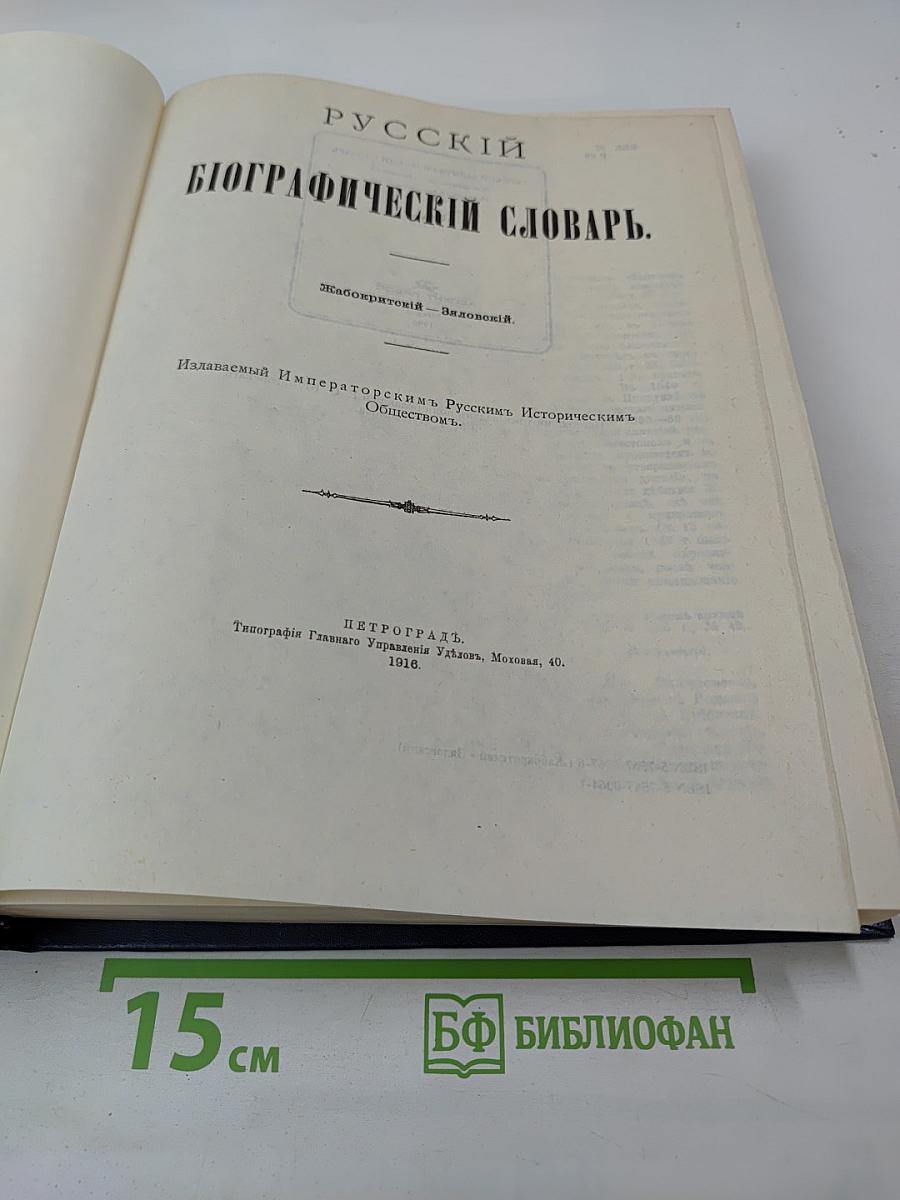 РУССКІЙ
БІОГРАФИЧЕСКІЙ СЛОВАРЬ.
Жабокритскій — Зяловскій.
Издаваемый Императорскимъ Русскимъ Историческимъ
Обществомъ.
ПЕТРОГРАДЪ.
Типографія Главнаго Управленія Удѣловъ, Моховая, 40.
1916.
15 см
БФ БИБЛИОФАН